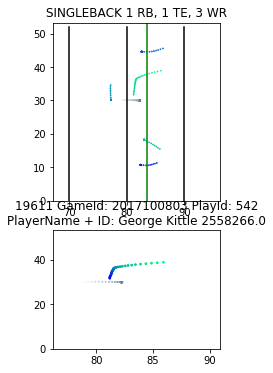 SINGLEBACK 1 RB, 1 TE, 3 WR
50
40
30
20
10
0
70 80 90
19611 GameId: 2017100803 PlayId: 542
PlayerName + ID: George Kittle 2558266.0
40
20
0
80 85 90